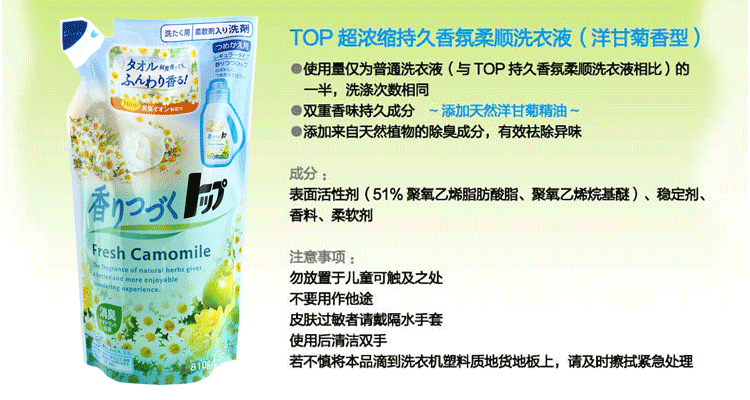 洗たく用 柔軟剤入り洗剤
つめかえ用
タオル何度洗っても、
ふんわり香る!
New 消臭イオン
香りつづくトップ
Fresh Camomile
The fragrance of natural herbs gives
a better and more enjoyable
laundering experience.
消臭
810g
TOP 超浓缩持久香氛柔顺洗衣液（洋甘菊香型）
●使用量仅为普通洗衣液（与TOP持久香氛柔顺洗衣液相比）的
一半，洗涤次数相同
●双重香味持久成分 ~添加天然洋甘菊精油~
●添加来自天然植物的除臭成分，有效祛除异味
成分：
表面活性剂（51% 聚氧乙烯脂肪酸脂、聚氧乙烯烷基醚）、稳定剂、
香料、柔软剂
注意事项：
勿放置于儿童可触及之处
不要用作他途
皮肤过敏者请戴隔水手套
使用后清洁双手
若不慎将本品滴到洗衣机塑料质地货地板上，请及时擦拭紧急处理